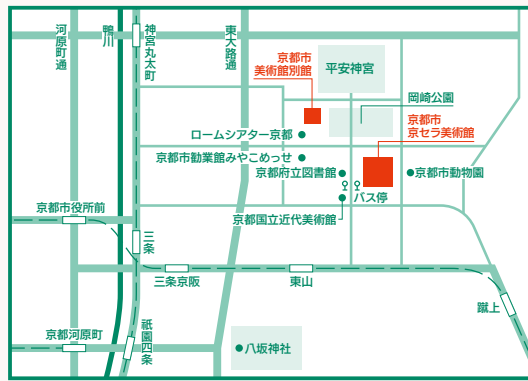 河原町通
鴨川
神宮丸太町
東大路通
京都市
美術館別館
平安神宮
岡崎公園
京都市
京セラ美術館
ロームシアター京都
京都市勧業館みやこめっせ
京都府立図書館
京都市動物園
バス停
京都国立近代美術館
京都市役所前
三条
三条京阪
東山
蹴上
京都河原町
祇園四条
八坂神社